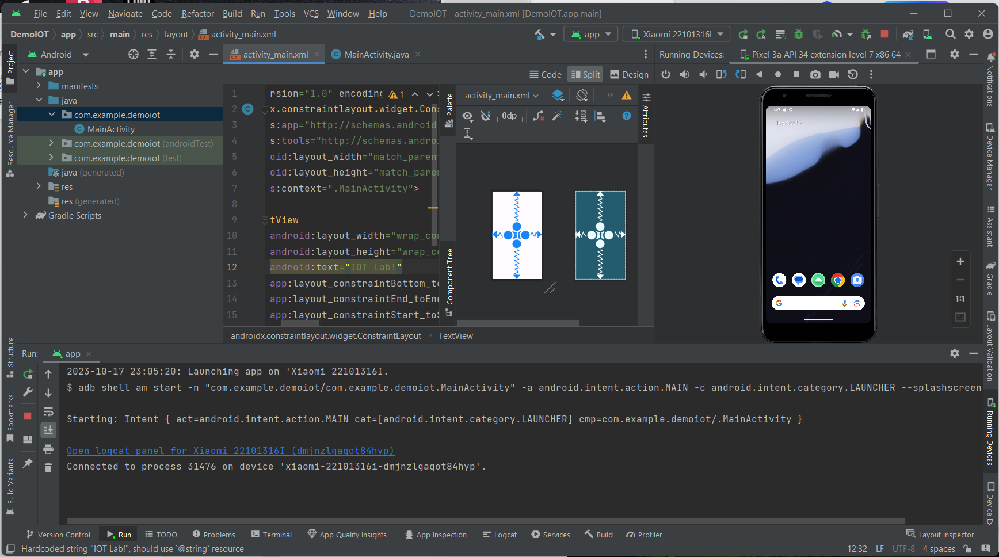 File Edit View Navigate Code Refactor Build Run Tools VCS Window Help DemoIOT - activity_main.xml [DemoIOT.app.main]
DemoIOT app src main res layout activity_main.xml app Xiaomi 22101316I
Project
Android
activity_main.xml
MainActivity.java
Running Devices: Pixel 3a API 34 extension level 7 x86 64
Code Split Design
app
manifests
java
com.example.demoiot
MainActivity
com.example.demoiot (androidTest)
com.example.demoiot (test)
java (generated)
res
res (generated)
Gradle Scripts
Resource Manager
Structure
Bookmarks
Build Variants
1 rsion="1.0" encoding 1
2 x.constraintlayout.widget.Cons
3 s:app="http://schemas.android
4 s:tools="http://schemas.andro
5 oid:layout_width="match_paren
6 oid:layout_height="match_pare
7 s:context=".MainActivity">
8
9 tView
10 android:layout_width="wrap_co
11 android:layout_height="wrap_c
12 android:text="IOT Lab!"
13 app:layout_constraintBottom_to
14 app:layout_constraintEnd_toEn
15 app:layout_constraintStart_toS
androidx.constraintlayout.widget.ConstraintLayout TextView
Palette
Component Tree
activity_main.xml
0dp
Attributes
11:07
Tue, Oct 17
1:1
Notifications
Device Manager
Assistant
Gradle
Layout Validation
Running Devices
Device Ex
Run: app
2023-10-17 23:05:20: Launching app on 'Xiaomi 22101316I.
$ adb shell am start -n "com.example.demoiot/com.example.demoiot.MainActivity" -a android.intent.action.MAIN -c android.intent.category.LAUNCHER --splashscreen
Starting: Intent { act=android.intent.action.MAIN cat=[android.intent.category.LAUNCHER] cmp=com.example.demoiot/.MainActivity }
Open logcat panel for Xiaomi 22101316I (dmjnzlgaqot84hyp)
Connected to process 31476 on device 'xiaomi-22101316i-dmjnzlgaqot84hyp'.
Version Control Run TODO Problems Terminal App Quality Insights App Inspection Logcat Services Build Profiler Layout Inspector
Hardcoded string "IOT Lab!", should use `@string` resource 12:32 LF UTF-8 4 spaces